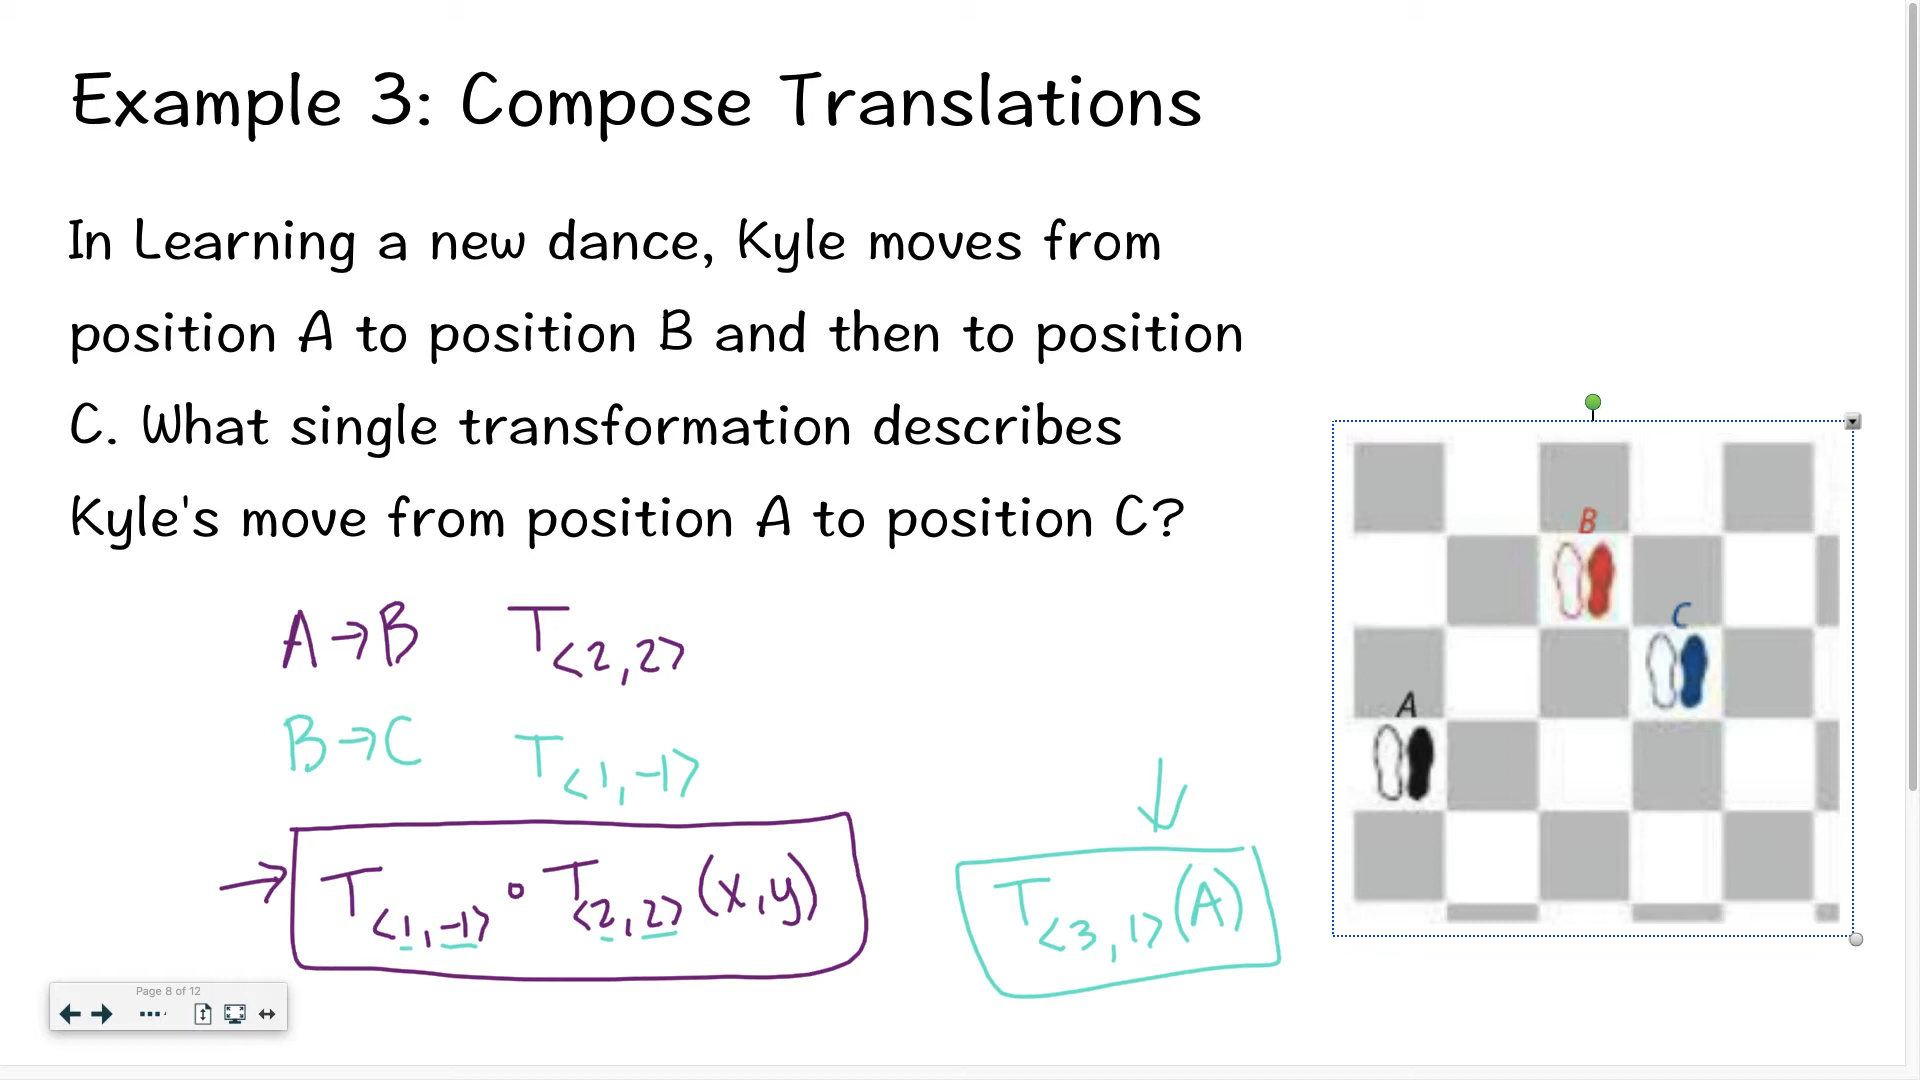 Example 3: Compose Translations
In Learning a new dance, Kyle moves from
position A to position B and then to position
C. What single transformation describes
Kyle's move from position A to position C?
A → B T<2,2>
B → C T<1,-1>
→ T<1,-1> ∘ T<2,2> (x,y)
↓
T<3,1>(A)
B
C
A
Page 8 of 12